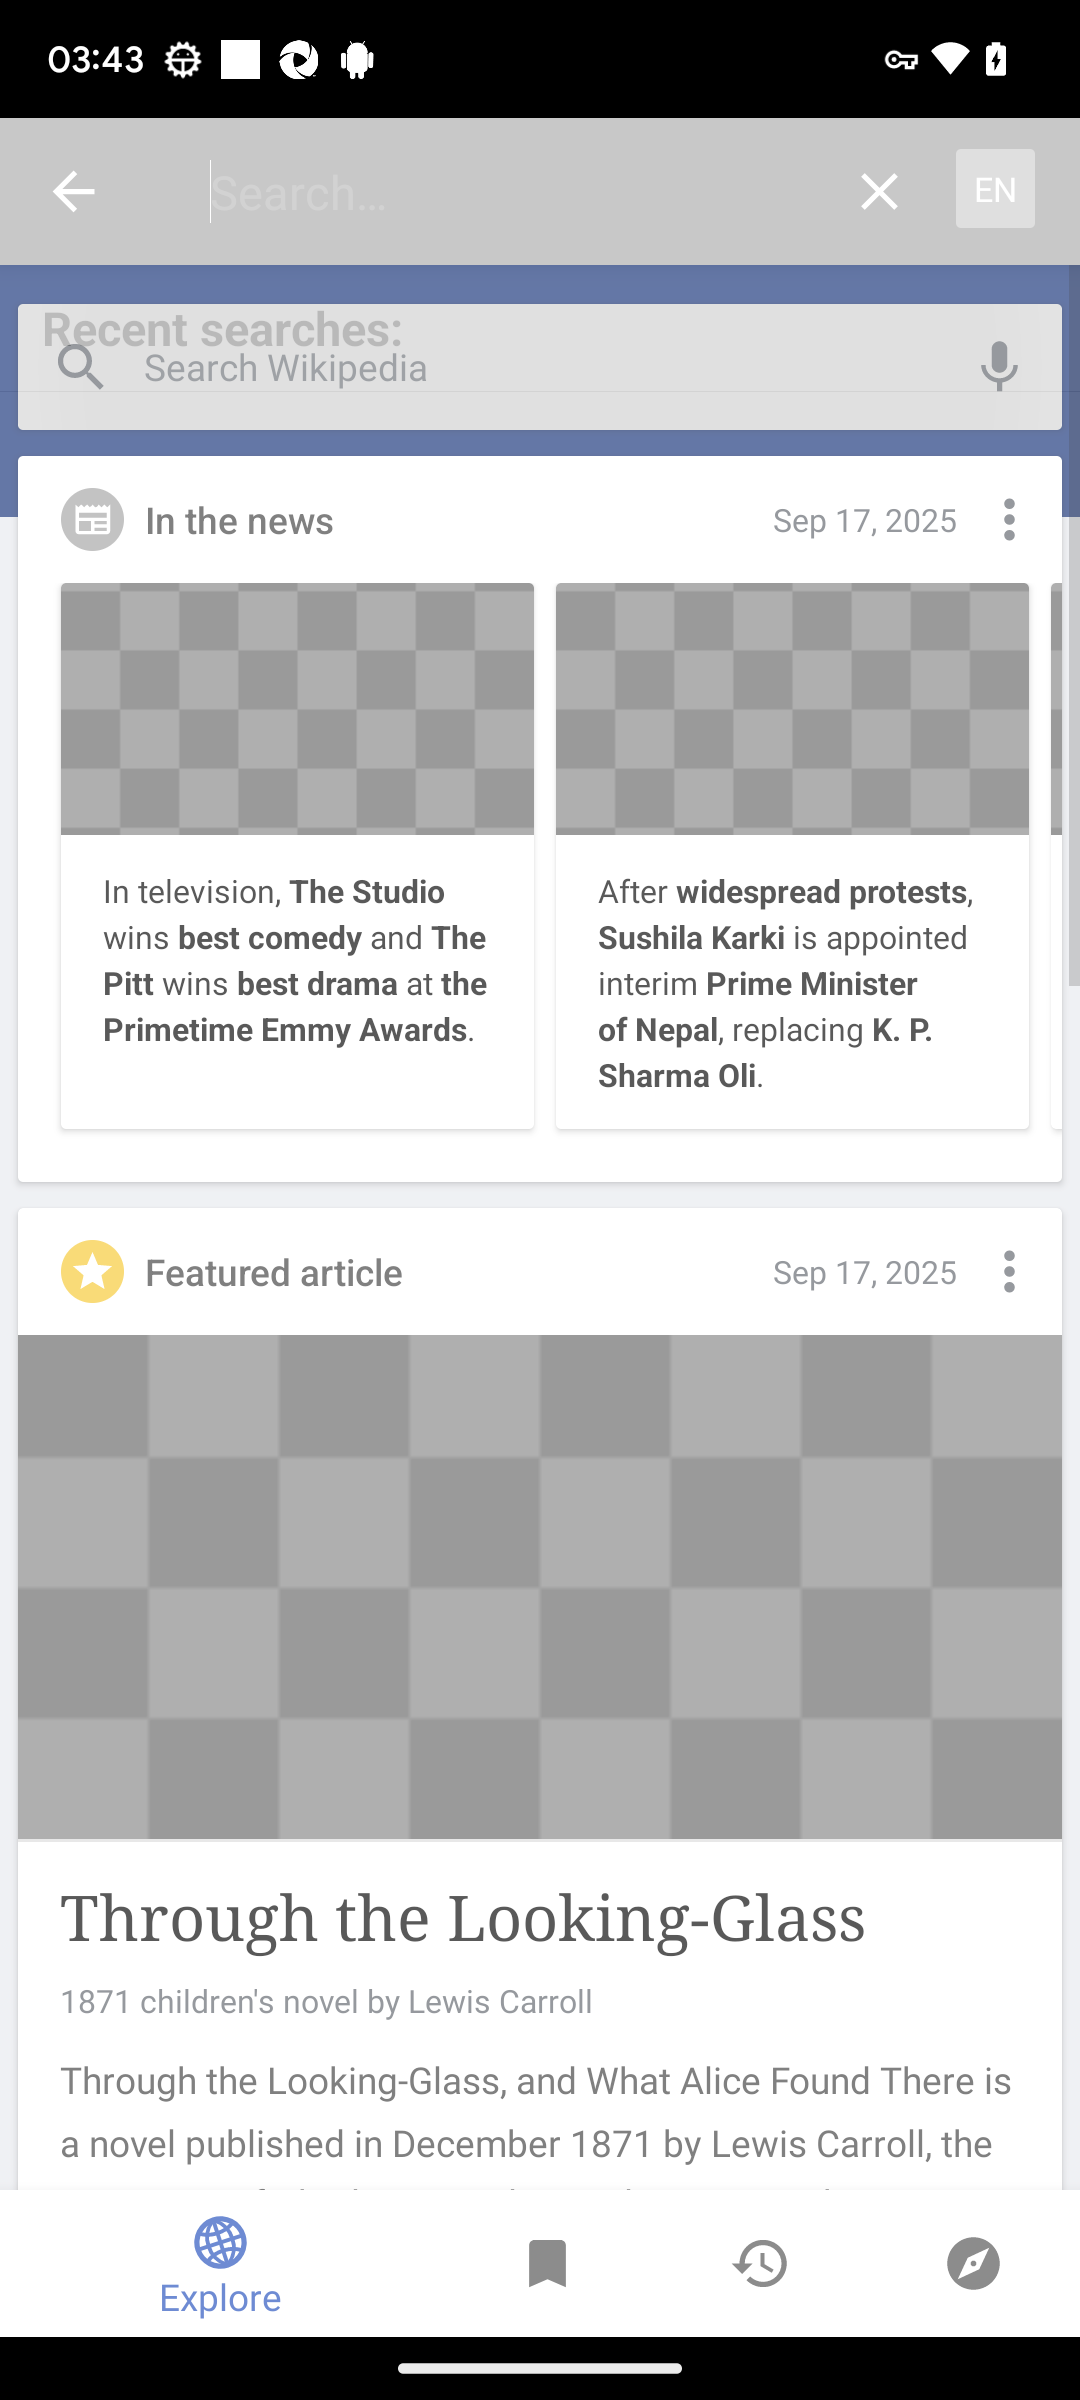 03:43
Search…
EN
Recent searches:
Search Wikipedia
In the news
Sep 17, 2025
In television, The Studio
wins best comedy and The
Pitt wins best drama at the
Primetime Emmy Awards.
After widespread protests,
Sushila Karki is appointed
interim Prime Minister
of Nepal, replacing K. P.
Sharma Oli.
Featured article
Sep 17, 2025
Through the Looking-Glass
1871 children's novel by Lewis Carroll
Through the Looking-Glass, and What Alice Found There is
a novel published in December 1871 by Lewis Carroll, the
Explore